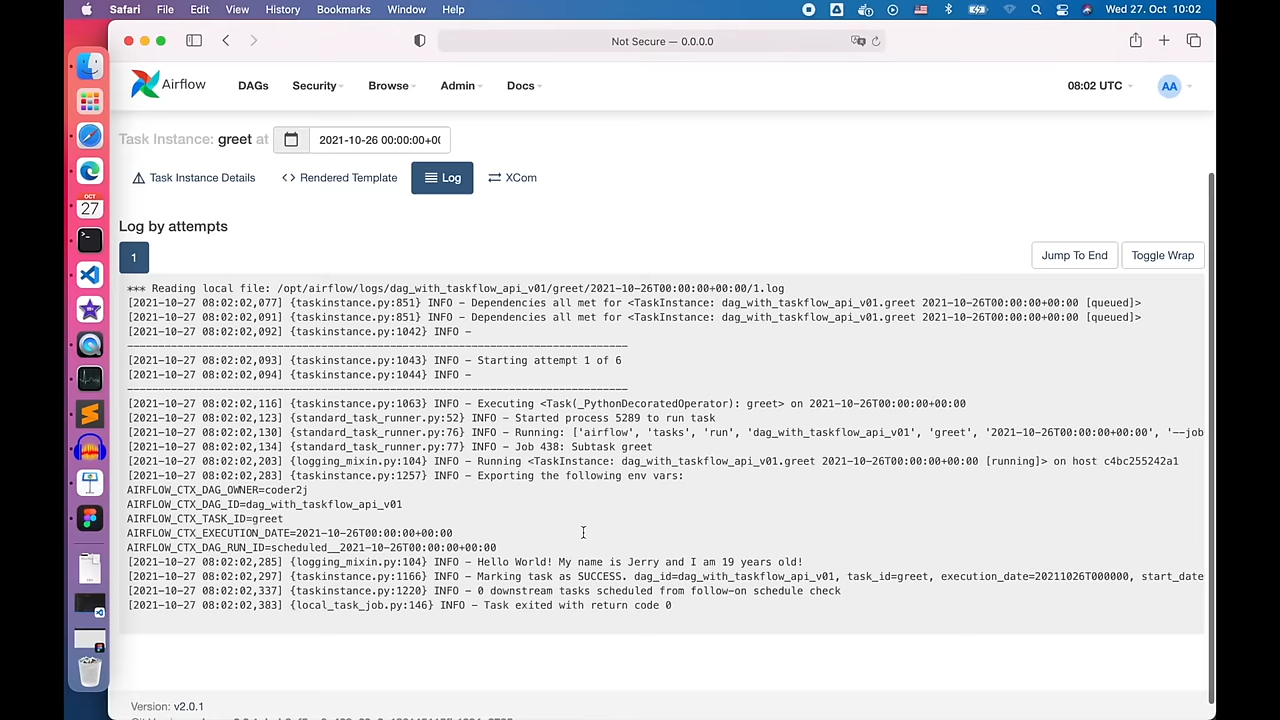 Safari File Edit View History Bookmarks Window Help Wed 27. Oct 10:02
Not Secure — 0.0.0.0
Airflow DAGs Security Browse Admin Docs 08:02 UTC AA
Task Instance: greet at 2021-10-26 00:00:00+0(
Task Instance Details Rendered Template Log XCom
OCT
27
Log by attempts
1 Jump To End Toggle Wrap
*** Reading local file: /opt/airflow/logs/dag_with_taskflow_api_v01/greet/2021-10-26T00:00:00+00:00/1.log
[2021-10-27 08:02:02,077] {taskinstance.py:851} INFO - Dependencies all met for <TaskInstance: dag_with_taskflow_api_v01.greet 2021-10-26T00:00:00+00:00 [queued]>
[2021-10-27 08:02:02,091] {taskinstance.py:851} INFO - Dependencies all met for <TaskInstance: dag_with_taskflow_api_v01.greet 2021-10-26T00:00:00+00:00 [queued]>
[2021-10-27 08:02:02,092] {taskinstance.py:1042} INFO -
--------------------------------------------------------------------------------
[2021-10-27 08:02:02,093] {taskinstance.py:1043} INFO - Starting attempt 1 of 6
[2021-10-27 08:02:02,094] {taskinstance.py:1044} INFO -
--------------------------------------------------------------------------------
[2021-10-27 08:02:02,116] {taskinstance.py:1063} INFO - Executing <Task(_PythonDecoratedOperator): greet> on 2021-10-26T00:00:00+00:00
[2021-10-27 08:02:02,123] {standard_task_runner.py:52} INFO - Started process 5289 to run task
[2021-10-27 08:02:02,130] {standard_task_runner.py:76} INFO - Running: ['airflow', 'tasks', 'run', 'dag_with_taskflow_api_v01', 'greet', '2021-10-26T00:00:00+00:00', '--job
[2021-10-27 08:02:02,134] {standard_task_runner.py:77} INFO - Job 438: Subtask greet
[2021-10-27 08:02:02,203] {logging_mixin.py:104} INFO - Running <TaskInstance: dag_with_taskflow_api_v01.greet 2021-10-26T00:00:00+00:00 [running]> on host c4bc255242a1
[2021-10-27 08:02:02,283] {taskinstance.py:1257} INFO - Exporting the following env vars:
AIRFLOW_CTX_DAG_OWNER=coder2j
AIRFLOW_CTX_DAG_ID=dag_with_taskflow_api_v01
AIRFLOW_CTX_TASK_ID=greet
AIRFLOW_CTX_EXECUTION_DATE=2021-10-26T00:00:00+00:00
AIRFLOW_CTX_DAG_RUN_ID=scheduled__2021-10-26T00:00:00+00:00
[2021-10-27 08:02:02,285] {logging_mixin.py:104} INFO - Hello World! My name is Jerry and I am 19 years old!
[2021-10-27 08:02:02,297] {taskinstance.py:1166} INFO - Marking task as SUCCESS. dag_id=dag_with_taskflow_api_v01, task_id=greet, execution_date=20211026T000000, start_date
[2021-10-27 08:02:02,337] {taskinstance.py:1220} INFO - 0 downstream tasks scheduled from follow-on schedule check
[2021-10-27 08:02:02,383] {local_task_job.py:146} INFO - Task exited with return code 0
Version: v2.0.1